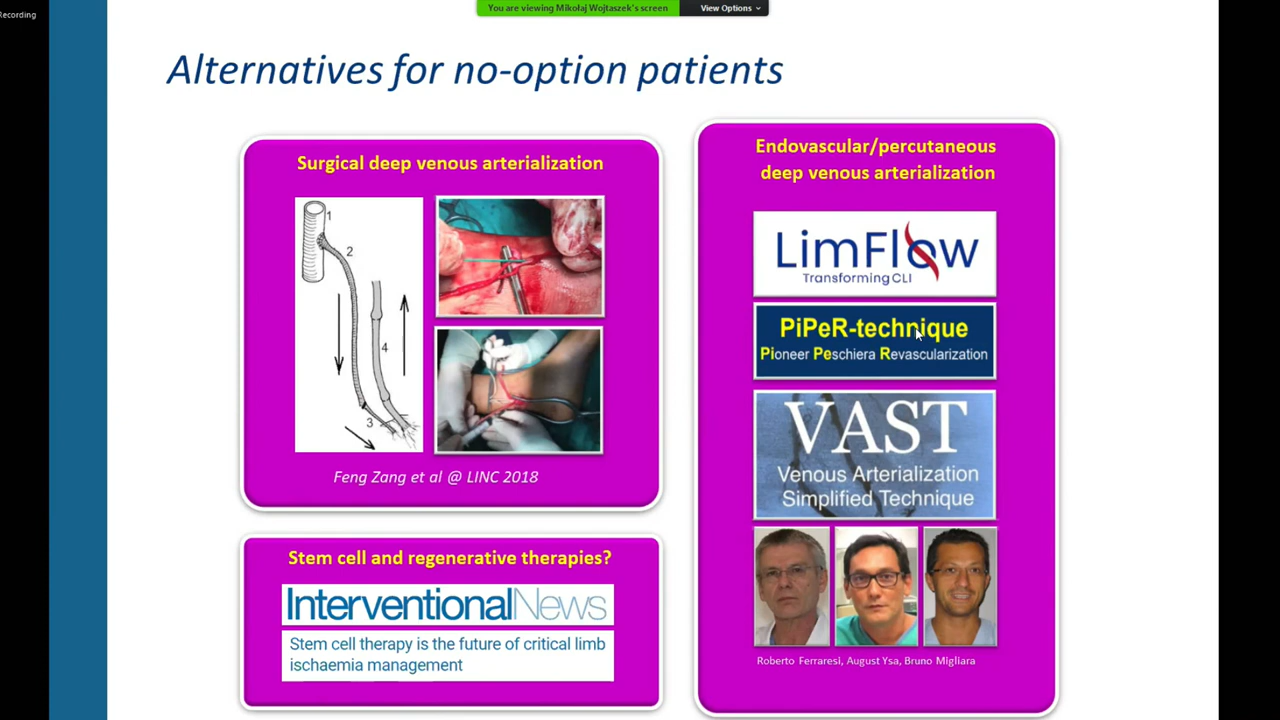 Recording
You are viewing Mikołaj Wojtaszek's screen
View Options
Alternatives for no-option patients
Surgical deep venous arterialization
1
2
4
3
Feng Zang et al @ LINC 2018
Stem cell and regenerative therapies?
InterventionalNews
Stem cell therapy is the future of critical limb
ischaemia management
Endovascular/percutaneous
deep venous arterialization
LimFlow
Transforming CLI
PiPeR-technique
Pioneer Peschiera Revascularization
VAST
Venous Arterialization
Simplified Technique
Roberto Ferraresi, August Ysa, Bruno Migliara